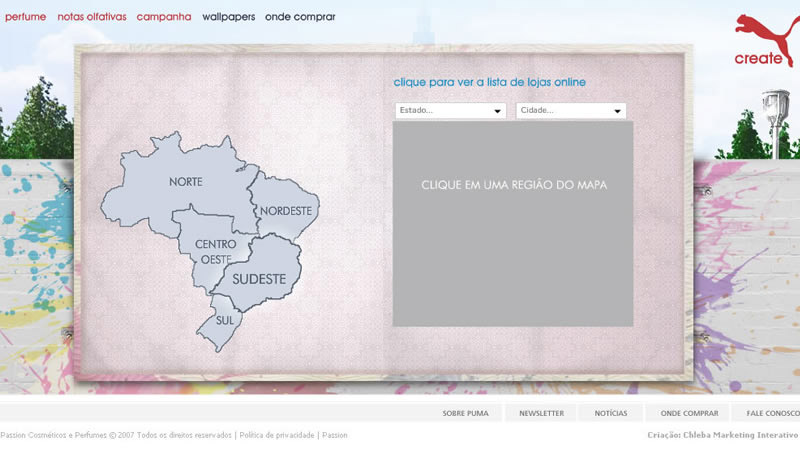 perfume notas olfativas campanha wallpapers onde comprar
create
clique para ver a lista de lojas online
Estado... Cidade...
CLIQUE EM UMA REGIÃO DO MAPA
NORTE
NORDESTE
CENTRO
OESTE
SUDESTE
SUL
SOBRE PUMA NEWSLETTER NOTÍCIAS ONDE COMPRAR FALE CONOSCO
Passion Cosméticos e Perfumes © 2007 Todos os direitos reservados | Política de privacidade | Passion
Criação: Chleba Marketing Interativo